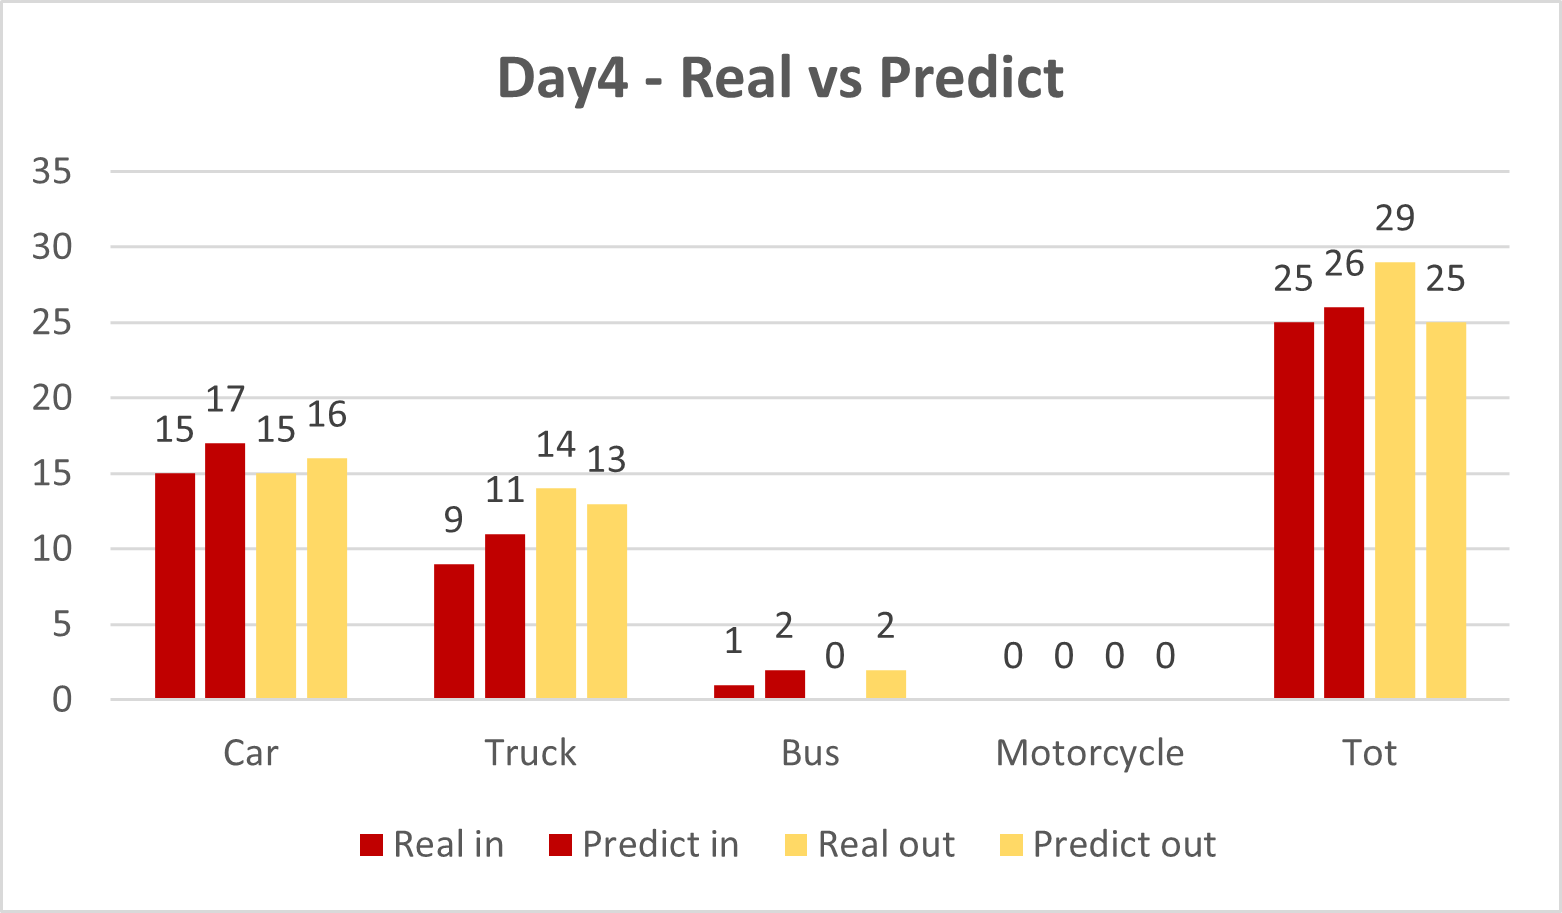 Day4 - Real vs Predict
35
30
25
20
15
10
5
0
15 17 15 16
9 11 14 13
1 2 0 2
0 0 0 0
25 26 29 25
Car Truck Bus Motorcycle Tot
Real in Predict in Real out Predict out